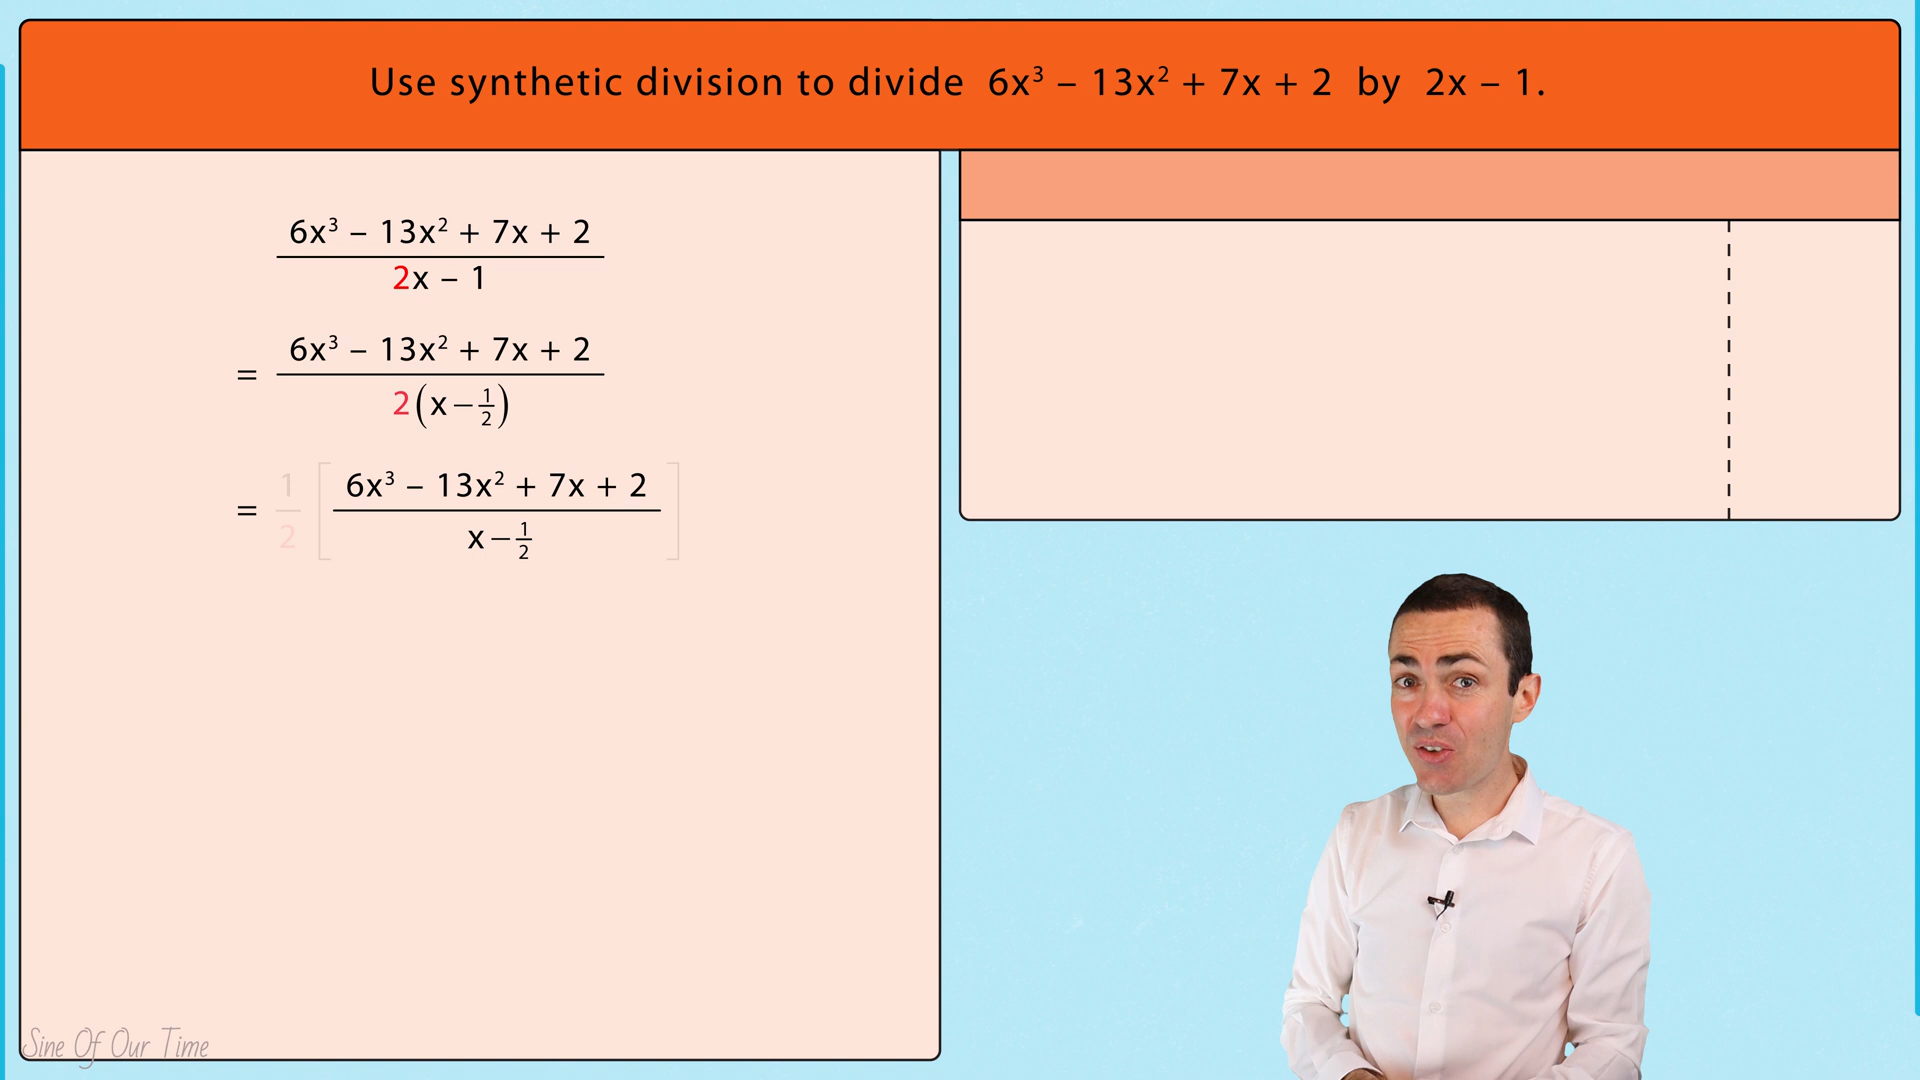 Use synthetic division to divide 6x³ – 13x² + 7x + 2 by 2x – 1.
6x³ – 13x² + 7x + 2
2x – 1
= 6x³ – 13x² + 7x + 2
2(x – 1/2)
= 1/2 [ 6x³ – 13x² + 7x + 2 ]
x – 1/2
Sine Of Our Time